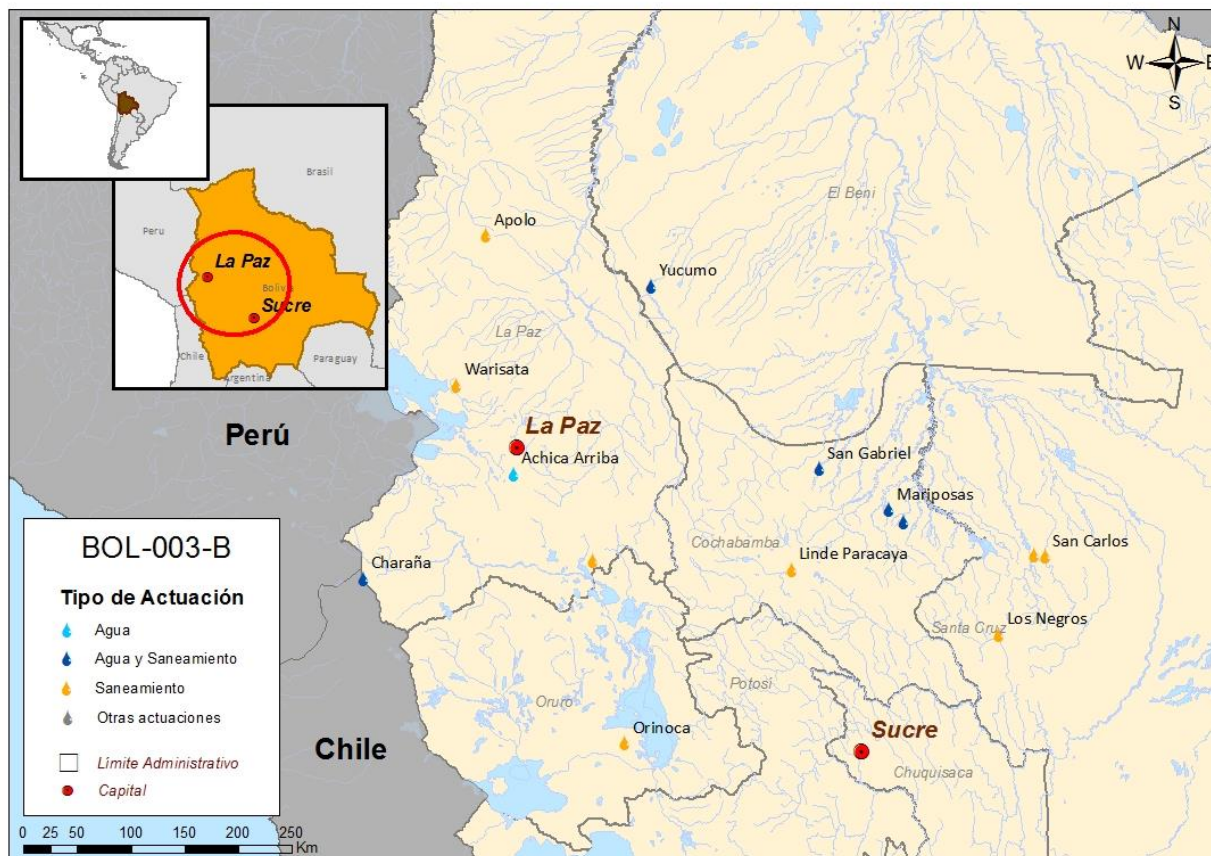 N
W
E
S
Brasil
Peru
La Paz
Bolivi
Sucre
Chile
Paraguay
Argentina
El Beni
Apolo
Yucumo
La Paz
Warisata
Perú
La Paz
Achica Arriba
San Gabriel
Mariposas
Cochabamba
Linde Paracaya
San Carlos
Charaña
Santa Cruz
Los Negros
Potosí
Oruro
Orinoca
Sucre
Chuquisaca
Chile
BOL-003-B
Tipo de Actuación
Agua
Agua y Saneamiento
Saneamiento
Otras actuaciones
Límite Administrativo
Capital
0 25 50 100 150 200 250
Km